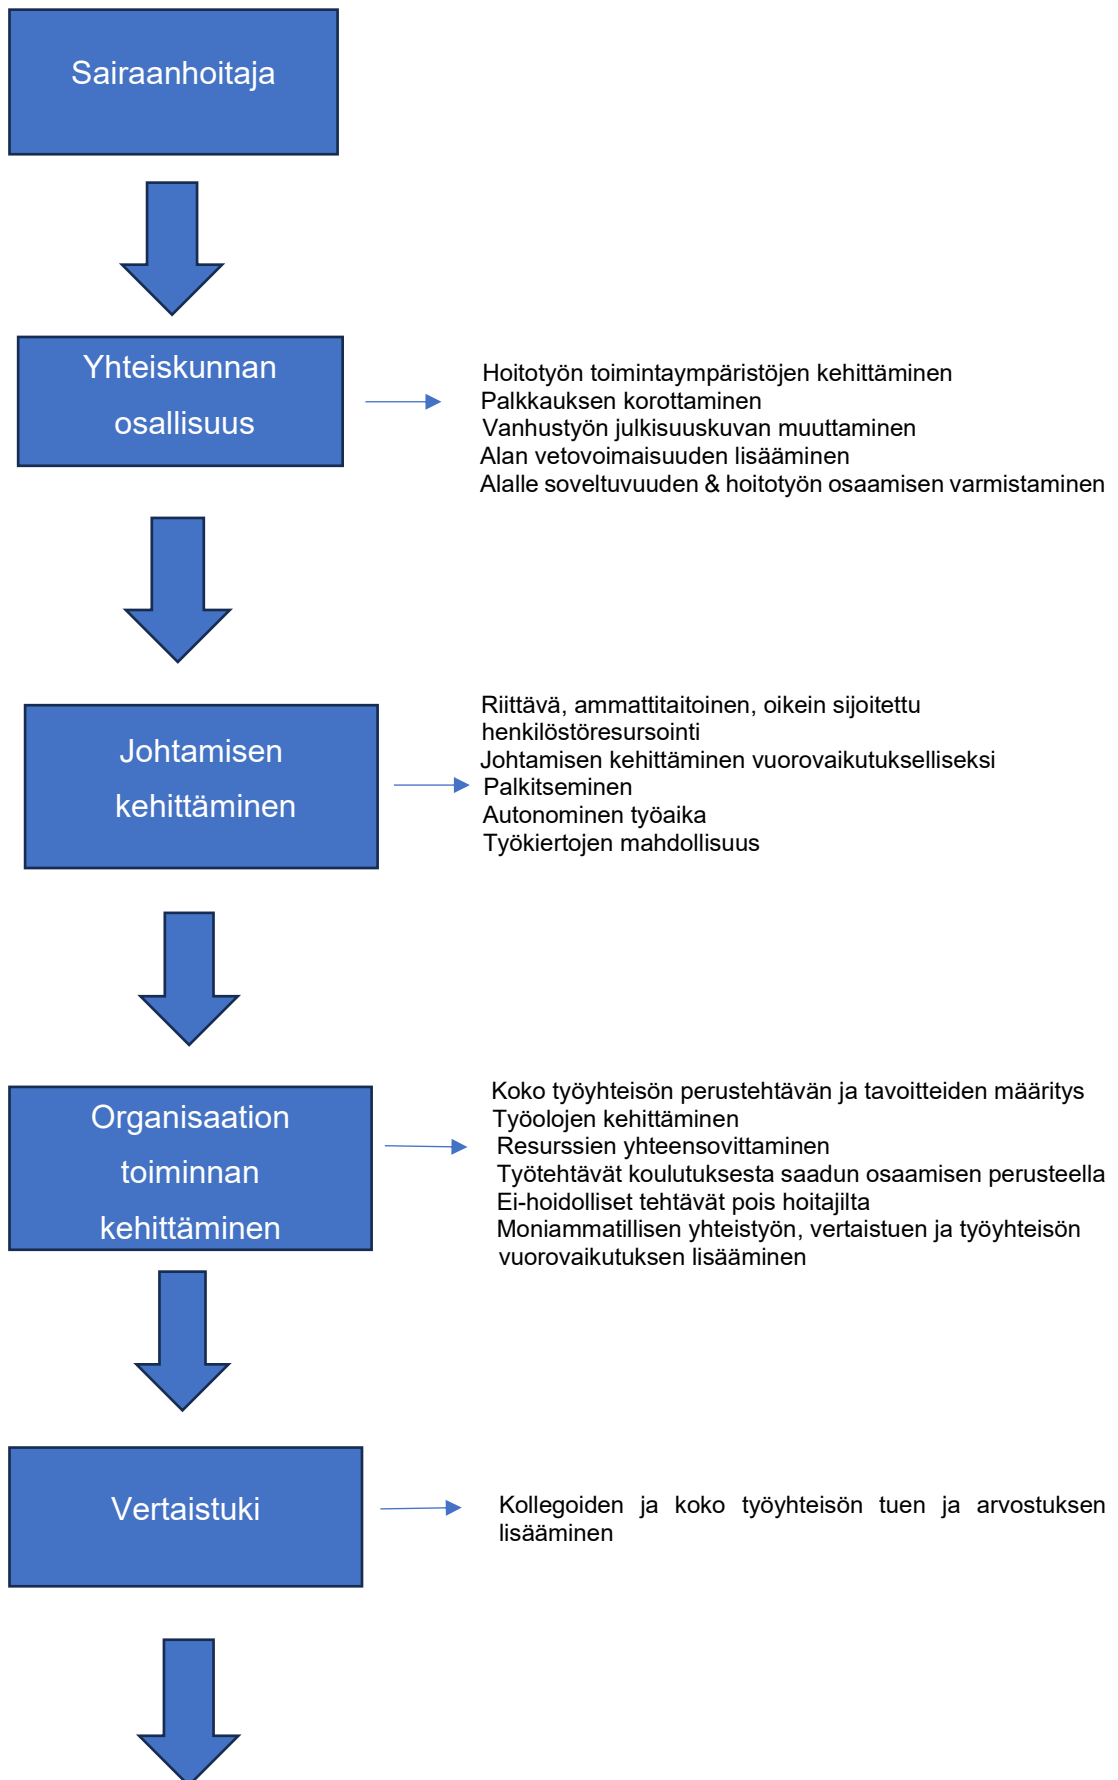 Sairaanhoitaja
Yhteiskunnan
osallisuus
Hoitotyön toimintaympäristöjen kehittäminen
Palkkauksen korottaminen
Vanhustyön julkisuuskuvan muuttaminen
Alan vetovoimaisuuden lisääminen
Alalle soveltuvuuden & hoitotyön osaamisen varmistaminen
Johtamisen
kehittäminen
Riittävä, ammattitaitoinen, oikein sijoitettu
henkilöstöresursointi
Johtamisen kehittäminen vuorovaikutukselliseksi
Palkitseminen
Autonominen työaika
Työkiertojen mahdollisuus
Organisaation
toiminnan
kehittäminen
Koko työyhteisön perustehtävän ja tavoitteiden määritys
Työolojen kehittäminen
Resurssien yhteensovittaminen
Työtehtävät koulutuksesta saadun osaamisen perusteella
Ei-hoidolliset tehtävät pois hoitajilta
Moniammatillisen yhteistyön, vertaistuen ja työyhteisön
vuorovaikutuksen lisääminen
Vertaistuki
Kollegoiden ja koko työyhteisön tuen ja arvostuksen
lisääminen